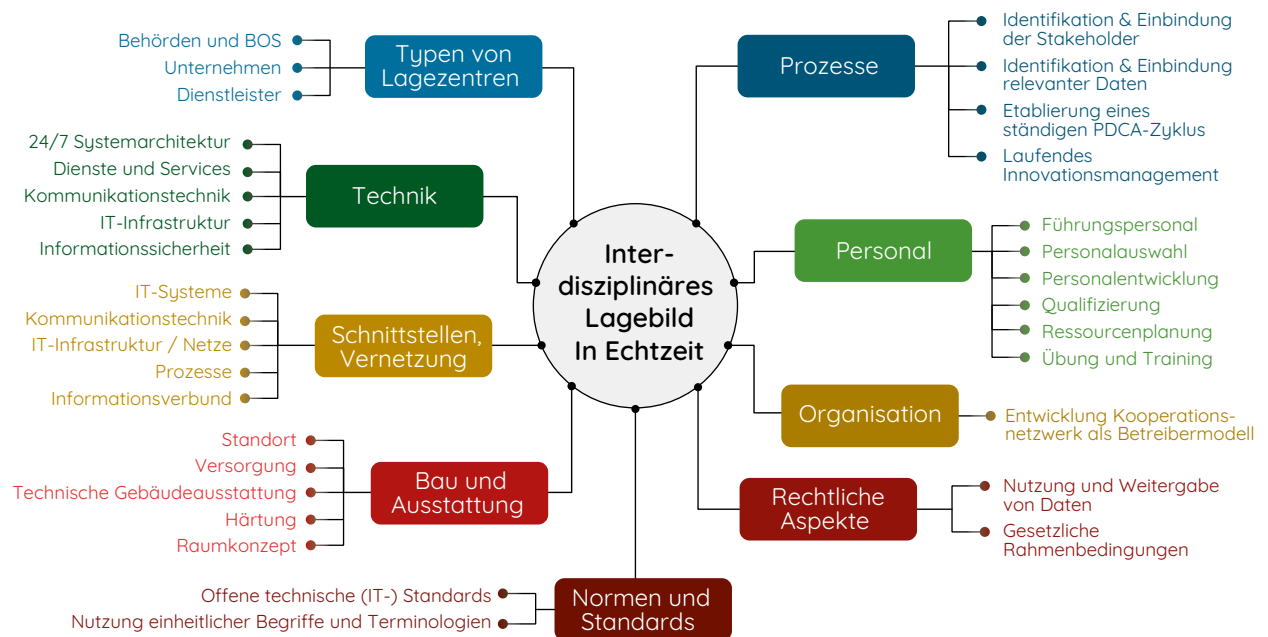 Behörden und BOS
Unternehmen
Dienstleister
Typen von
Lagezentren
24/7 Systemarchitektur
Dienste und Services
Kommunikationstechnik
IT-Infrastruktur
Informationssicherheit
Technik
IT-Systeme
Kommunikationstechnik
IT-Infrastruktur / Netze
Prozesse
Informationsverbund
Schnittstellen,
Vernetzung
Standort
Versorgung
Technische Gebäudeausstattung
Härtung
Raumkonzept
Bau und
Ausstattung
Offene technische (IT-) Standards
Nutzung einheitlicher Begriffe und Terminologien
Normen und
Standards
Inter-
disziplinäres
Lagebild
In Echtzeit
Prozesse
Identifikation & Einbindung
der Stakeholder
Identifikation & Einbindung
relevanter Daten
Etablierung eines
ständigen PDCA-Zyklus
Laufendes
Innovationsmanagement
Personal
Führungspersonal
Personalauswahl
Personalentwicklung
Qualifizierung
Ressourcenplanung
Übung und Training
Organisation
Entwicklung Kooperations-
netzwerk als Betreibermodell
Rechtliche
Aspekte
Nutzung und Weitergabe
von Daten
Gesetzliche
Rahmenbedingungen